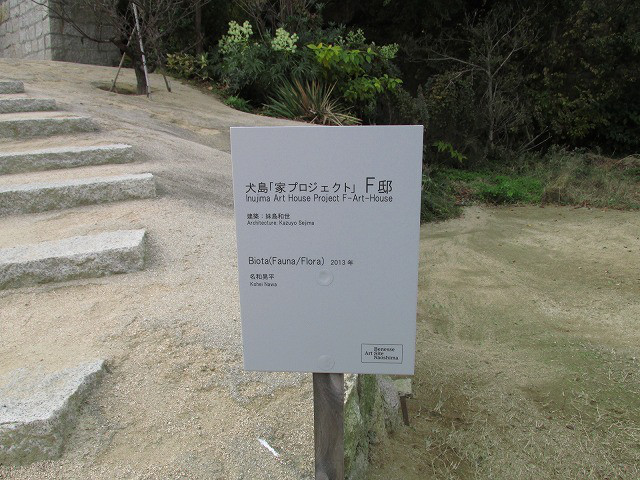 犬島「家プロジェクト」 F邸
Inujima Art House Project F-Art-House
建築：妹島和世
Architecture, Kazuyo Sejima
Biota(Fauna/Flora) 2013年
名和晃平
Kohei Nawa
Benesse
Art Site
Naoshima